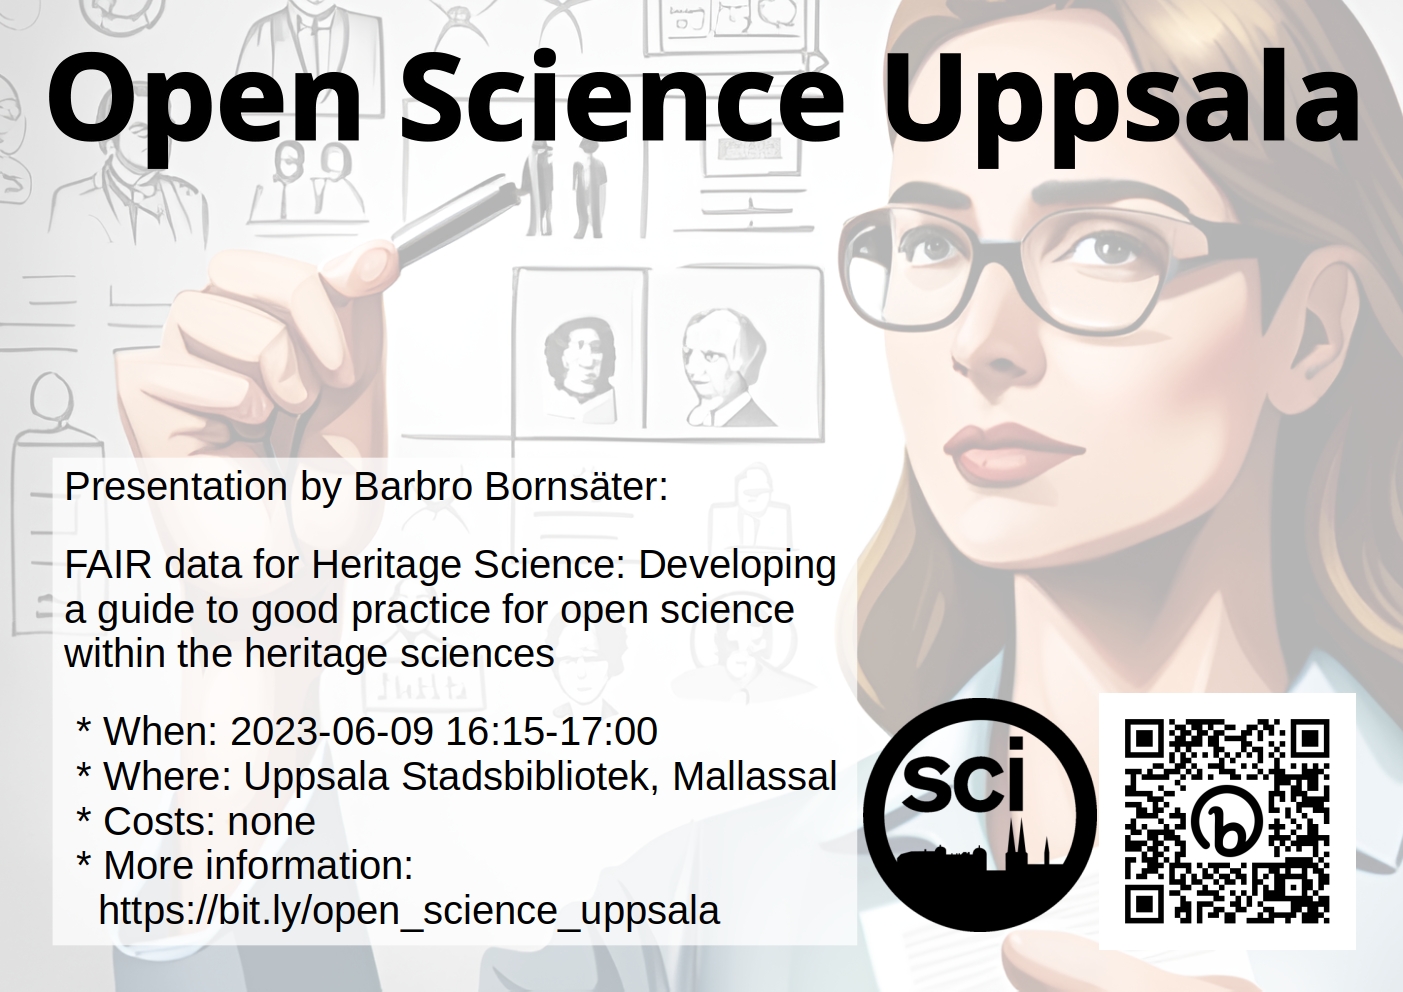 Open Science Uppsala
Presentation by Barbro Bornsäter:
FAIR data for Heritage Science: Developing
a guide to good practice for open science
within the heritage sciences
* When: 2023-06-09 16:15-17:00
* Where: Uppsala Stadsbibliotek, Mallassal
* Costs: none
* More information:
https://bit.ly/open_science_uppsala
sci
b